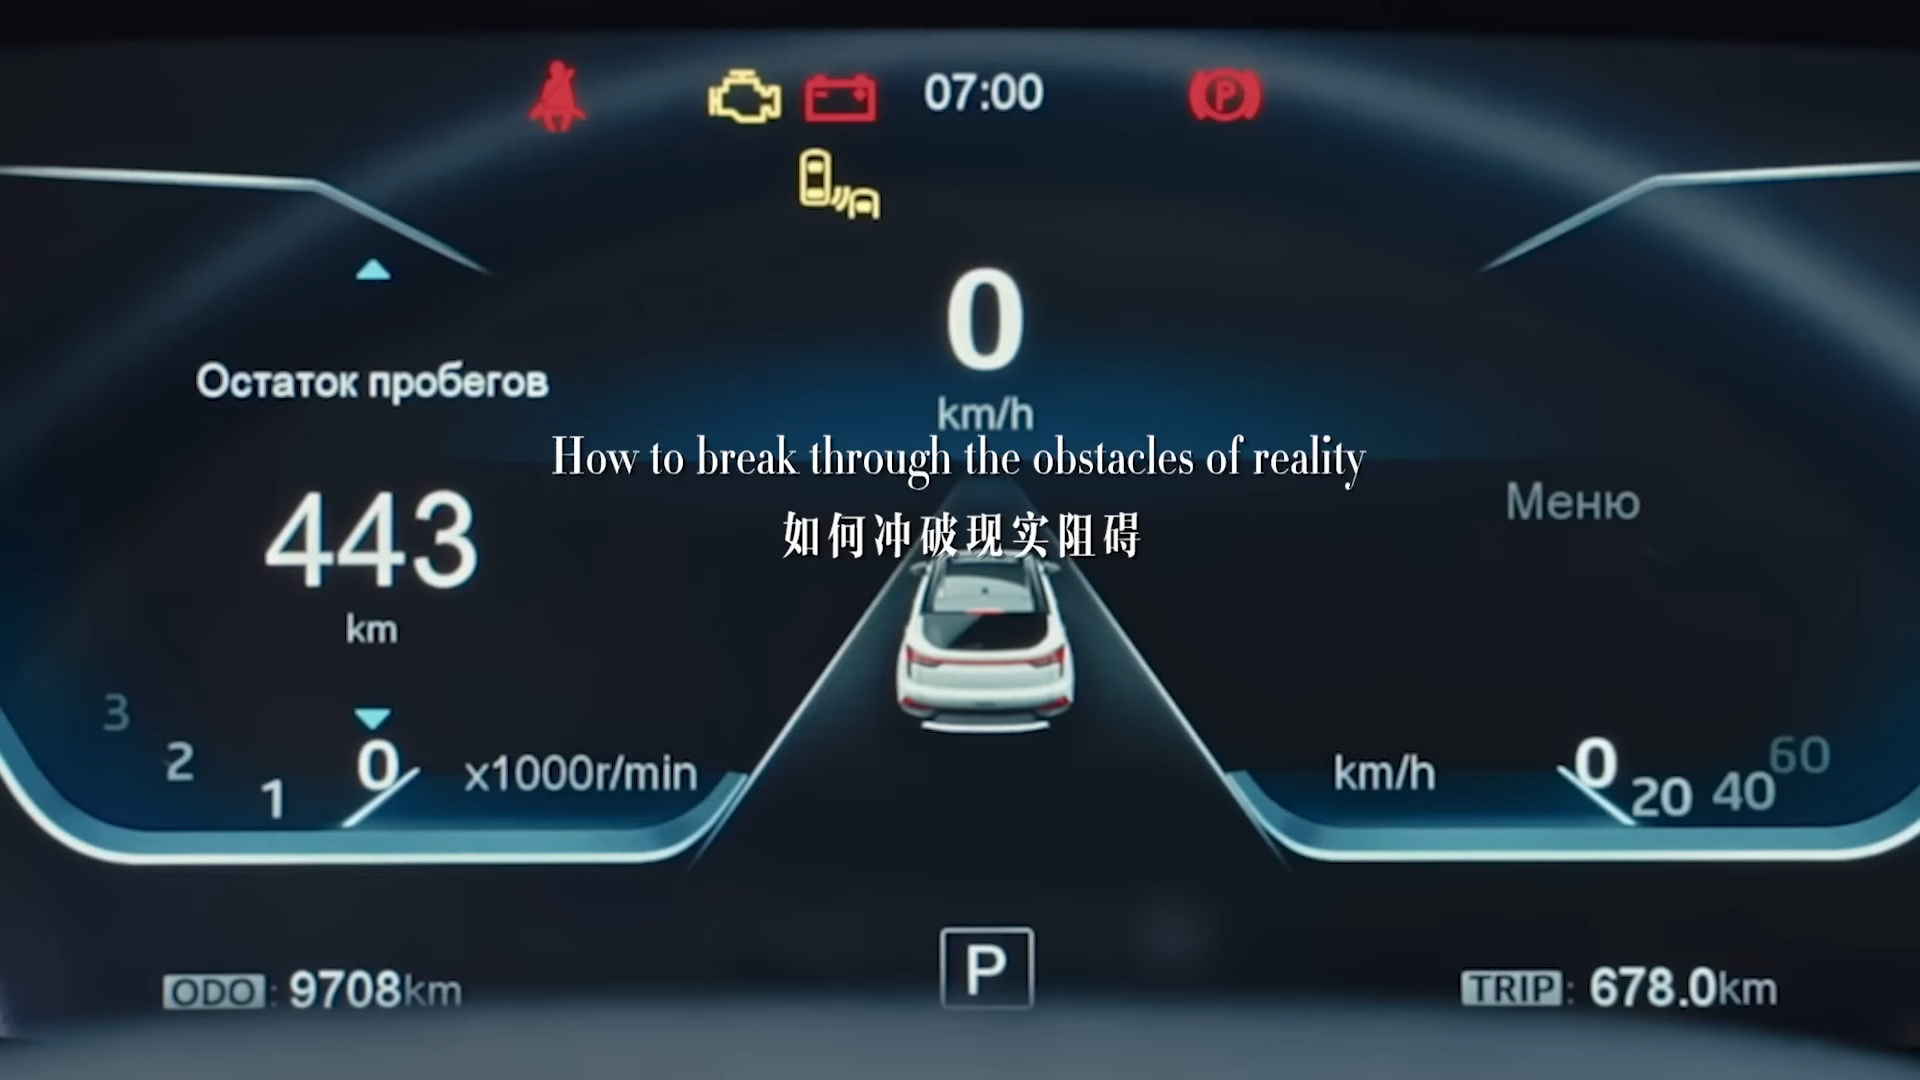 07:00
P
0
km/h
Остаток пробегов
How to break through the obstacles of reality
如何冲破现实阻碍
443
km
Меню
3
2
1
0
x1000r/min
km/h
0
20
40
60
ODO: 9708km
P
TRIP: 678.0km